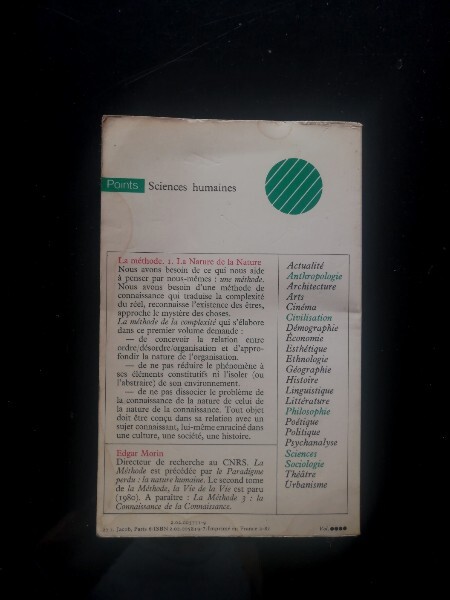 Points Sciences humaines
La méthode. 1. La Nature de la Nature
Nous avons besoin de ce qui nous aide
à penser par nous-mêmes : une méthode.
Nous avons besoin d'une méthode de
connaissance qui traduise la complexité
du réel, reconnaisse l'existence des êtres,
approche le mystère des choses.
La méthode de la complexité qui s'élabore
dans ce premier volume demande :
— de concevoir la relation entre
ordre/désordre/organisation et d'appro-
fondir la nature de l'organisation.
— de ne pas réduire le phénomène à
ses éléments constitutifs ni l'isoler (ou
l'abstraire) de son environnement.
— de ne pas dissocier le problème de
la connaissance de la nature de celui de
la nature de la connaissance. Tout objet
doit être conçu dans sa relation avec un
sujet connaissant, lui-même enraciné dans
une culture, une société, une histoire.
Edgar Morin
Directeur de recherche au CNRS. La
Méthode est précédée par le Paradigme
perdu : la nature humaine. Le second tome
de la Méthode, la Vie de la Vie est paru
(1980). A paraître : La Méthode 3 : la
Connaissance de la Connaissance.
Actualité
Anthropologie
Architecture
Arts
Cinéma
Civilisation
Démographie
Économie
Esthétique
Ethnologie
Géographie
Histoire
Linguistique
Littérature
Philosophie
Poétique
Politique
Psychanalyse
Sciences
Sociologie
Théâtre
Urbanisme
Jacob, Paris Imprimé en France